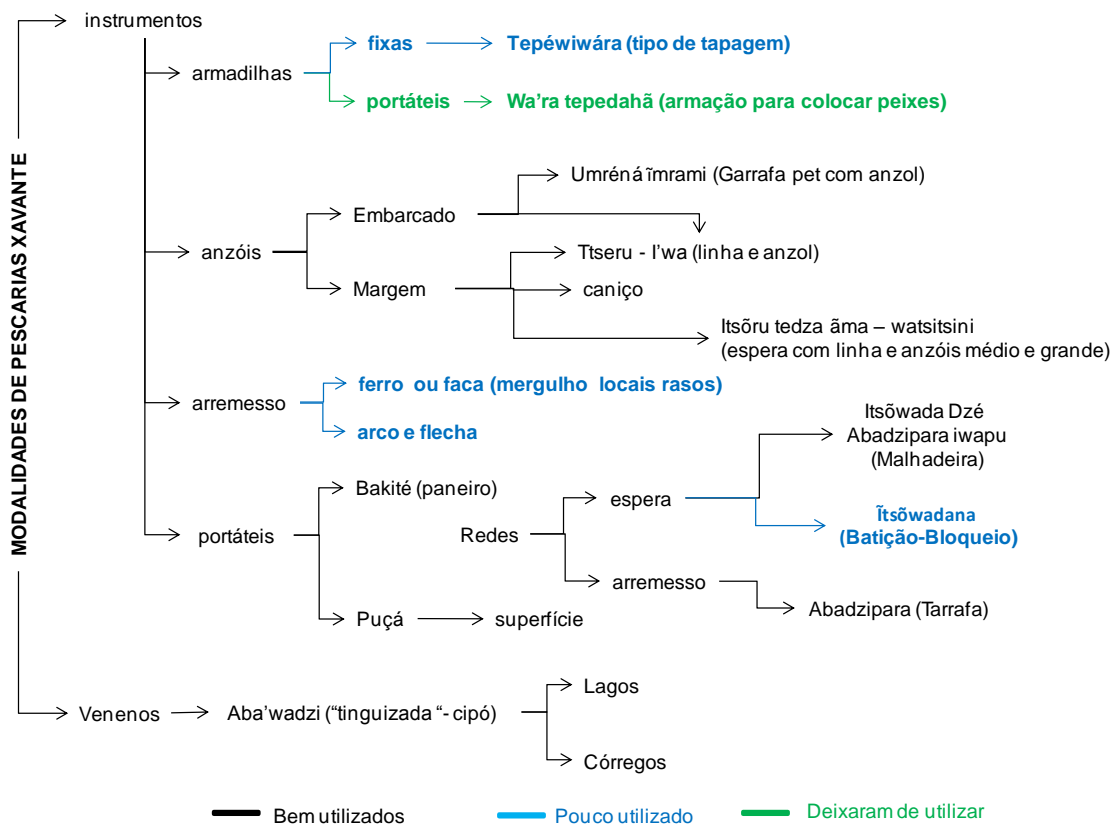 MODALIDADES DE PESCARIAS XAVANTE
instrumentos
armadilhas
fixas
Tepéwiwára (tipo de tapagem)
portáteis
Wa'ra tepedahã (armação para colocar peixes)
anzóis
Embarcado
Umréná ĩmrami (Garrafa pet com anzol)
Margem
Ttseru - I'wa (linha e anzol)
caniço
Itsõru tedza ãma – watsitsini
(espera com linha e anzóis médio e grande)
arremesso
ferro ou faca (mergulho locais rasos)
arco e flecha
portáteis
Bakité (paneiro)
Redes
espera
Itsõwada Dzé
Abadzipara iwapu
(Malhadeira)
Ĩtsõwadana
(Batição-Bloqueio)
arremesso
Abadzipara (Tarrafa)
Puçá
superfície
Venenos
Aba'wadzi ("tinguizada "- cipó)
Lagos
Córregos
Bem utilizados
Pouco utilizado
Deixaram de utilizar